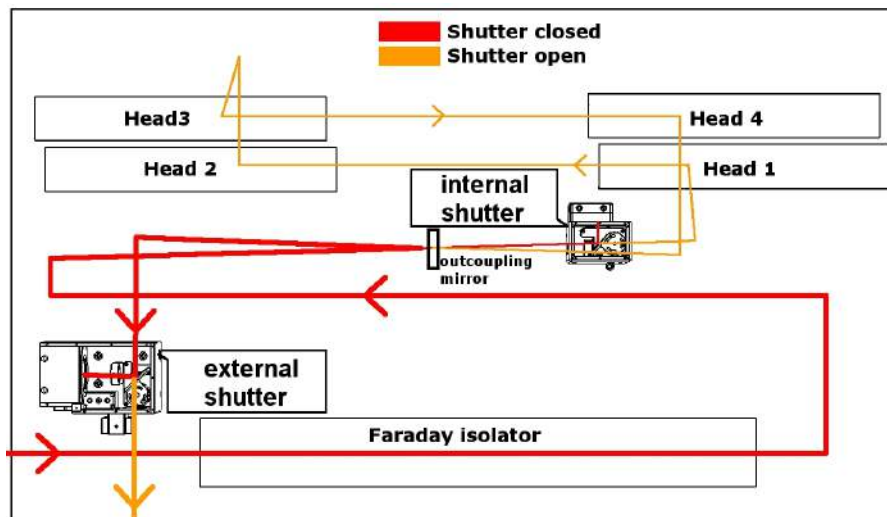 Shutter closed
Shutter open
Head3
Head 4
Head 2
Head 1
internal
shutter
outcoupling
mirror
external
shutter
Faraday isolator